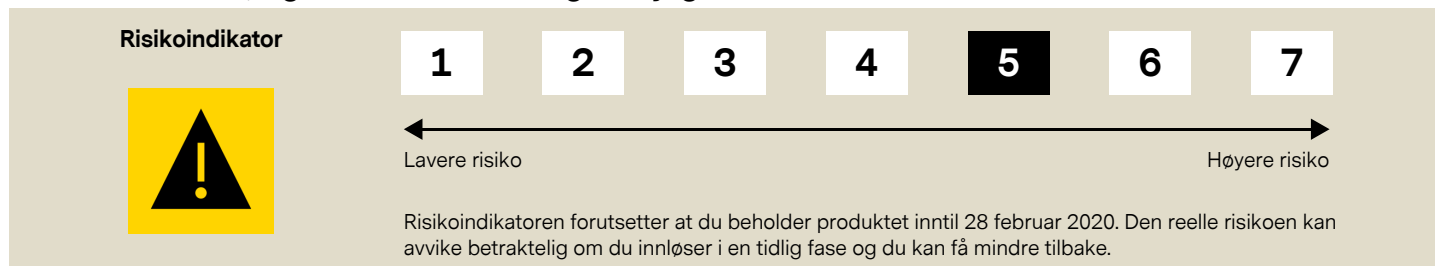 Risikoindikator
1 2 3 4 5 6 7
Lavere risiko Høyere risiko
Risikoindikatoren forutsetter at du beholder produktet inntil 28 februar 2020. Den reelle risikoen kan
avvike betraktelig om du innløser i en tidlig fase og du kan få mindre tilbake.